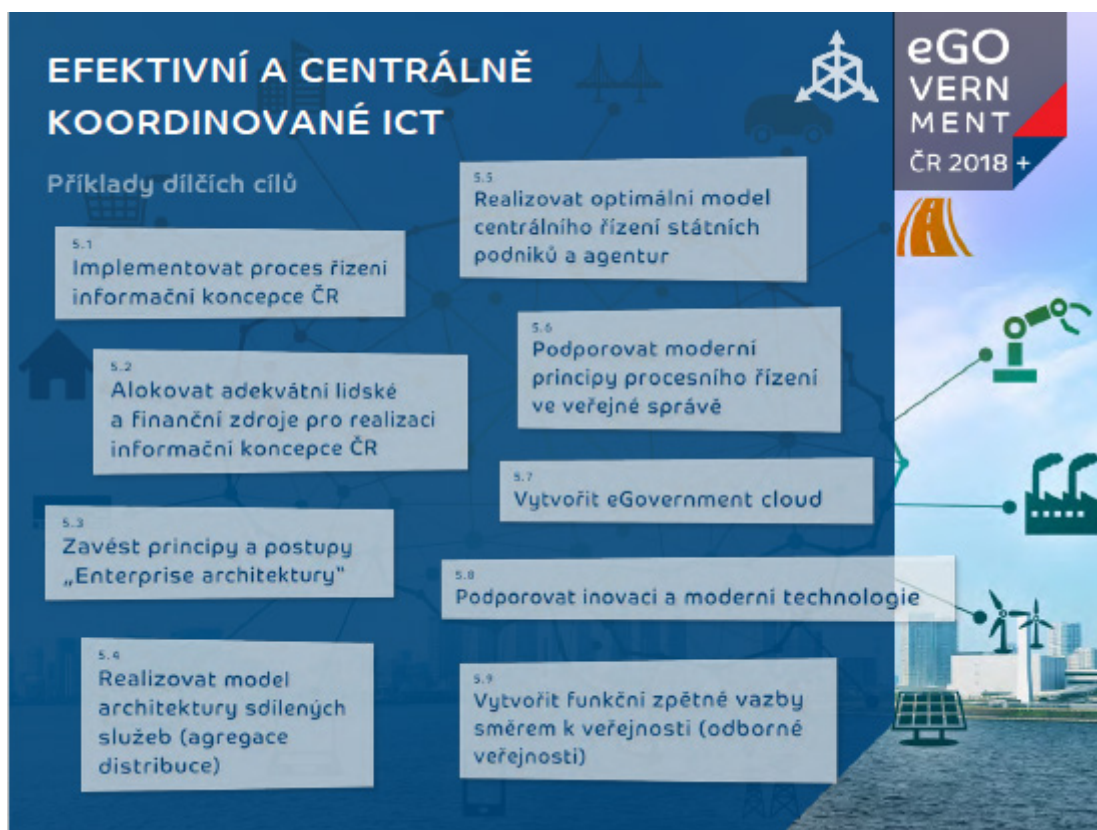 EFEKTIVNÍ A CENTRÁLNĚ
KOORDINOVANÉ ICT
Příklady dílčích cílů
5.1
Implementovat proces řízení
informační koncepce ČR
5.2
Alokovat adekvátní lidské
a finanční zdroje pro realizaci
informační koncepce ČR
5.3
Zavést principy a postupy
„Enterprise architektury"
5.4
Realizovat model
architektury sdílených
služeb (agregace
distribuce)
5.5
Realizovat optimální model
centrálního řízení státních
podniků a agentur
5.6
Podporovat moderní
principy procesního řízení
ve veřejné správě
5.7
Vytvořit eGovernment cloud
5.8
Podporovat inovaci a moderní technologie
5.9
Vytvořit funkční zpětné vazby
směrem k veřejnosti (odborné
veřejnosti)
eGO
VERN
MENT
ČR 2018 +